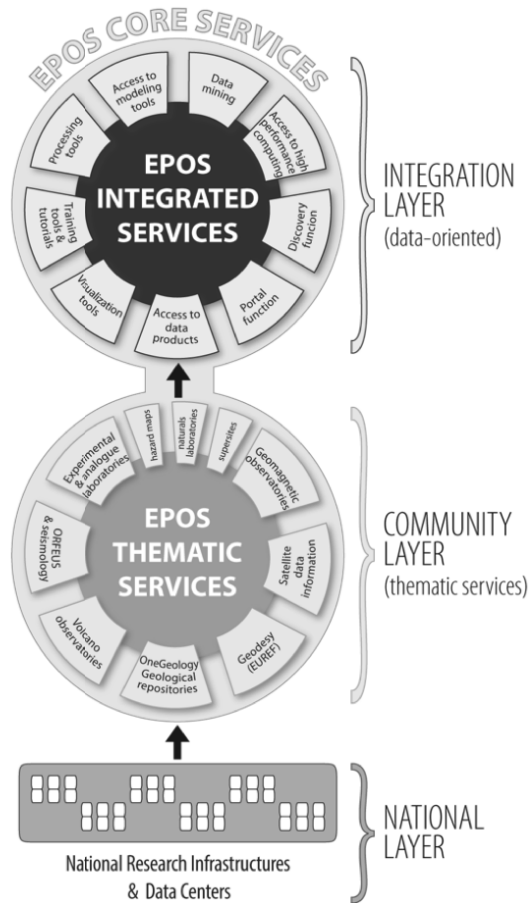 EPOS CORE SERVICES
Access to
modeling tools
Data
mining
Access to high
performance
computing
Discovery
funcion
Portal
function
Access to
data
products
Visualization
tools
Training
tools &
tutorials
Processing
tools
EPOS
INTEGRATED
SERVICES
INTEGRATION
LAYER
(data-oriented)
Experimental
& analogue
laboratories
hazard maps
naturals
laboratories
supersites
Geomagnetic
observatories
Satellite
data
information
Geodesy
(EUREF)
OneGeology
Geological
repositories
Volcano
observatories
ORFEUS
& seismology
EPOS
THEMATIC
SERVICES
COMMUNITY
LAYER
(thematic services)
National Research Infrastructures
& Data Centers
NATIONAL
LAYER